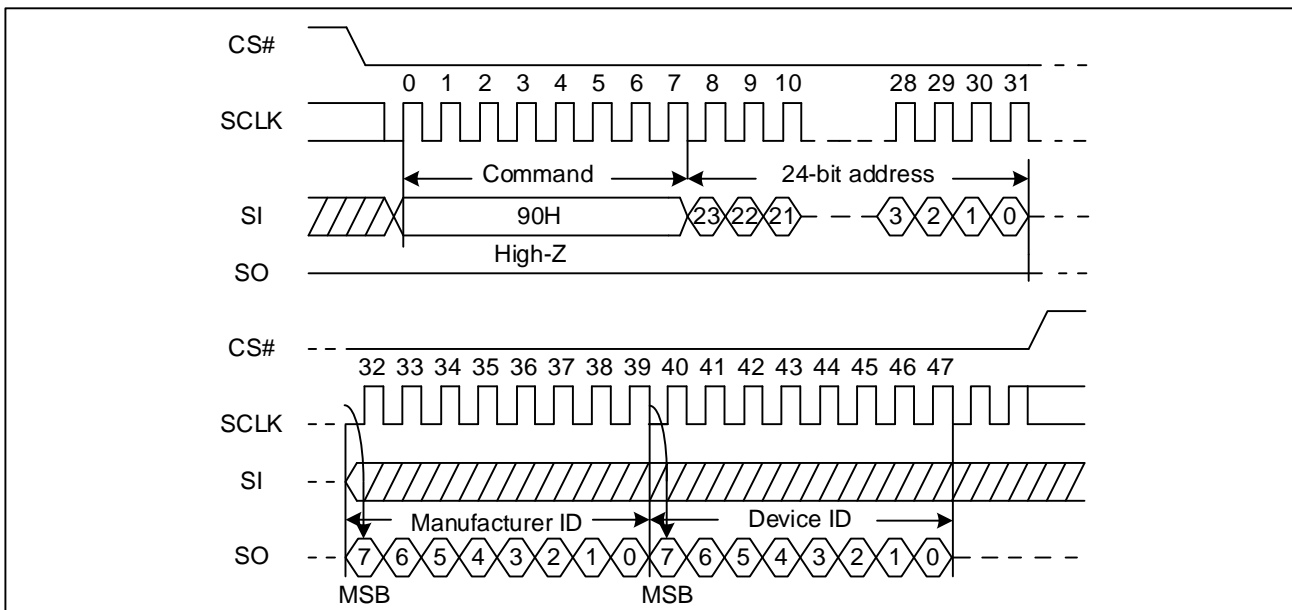 CS#
0 1 2 3 4 5 6 7 8 9 10 28 29 30 31
SCLK
Command 24-bit address
SI 90H 23 22 21 3 2 1 0
High-Z
SO
CS#
32 33 34 35 36 37 38 39 40 41 42 43 44 45 46 47
SCLK
SI
Manufacturer ID Device ID
SO 7 6 5 4 3 2 1 0 7 6 5 4 3 2 1 0
MSB MSB